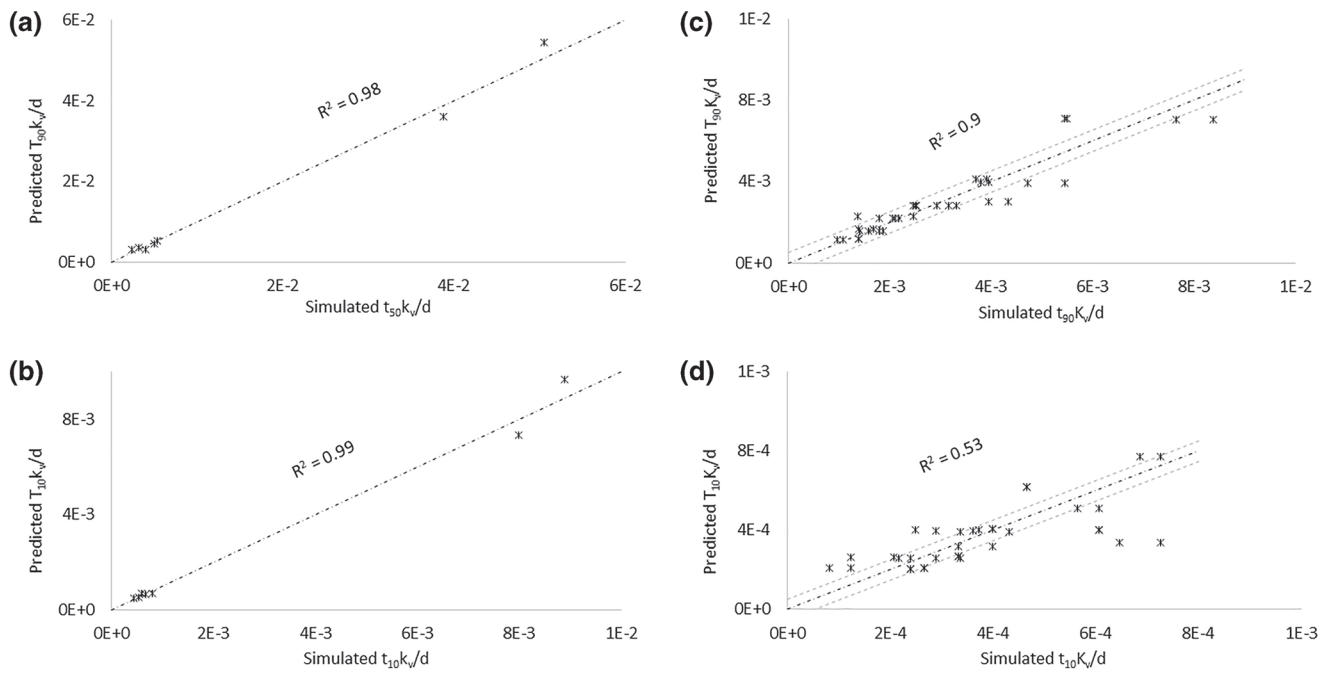 (a)
Predicted T90kv/d
6E-2
4E-2
2E-2
0E+0
R² = 0.98
0E+0 2E-2 4E-2 6E-2
Simulated t50kv/d
(c)
Predicted T90Kv/d
1E-2
8E-3
4E-3
0E+0
R² = 0.9
0E+0 2E-3 4E-3 6E-3 8E-3 1E-2
Simulated t90Kv/d
(b)
Predicted T10kv/d
8E-3
4E-3
0E+0
R² = 0.99
0E+0 2E-3 4E-3 6E-3 8E-3 1E-2
Simulated t10kv/d
(d)
Predicted T10Kv/d
1E-3
8E-4
4E-4
0E+0
R² = 0.53
0E+0 2E-4 4E-4 6E-4 8E-4 1E-3
Simulated t10Kv/d